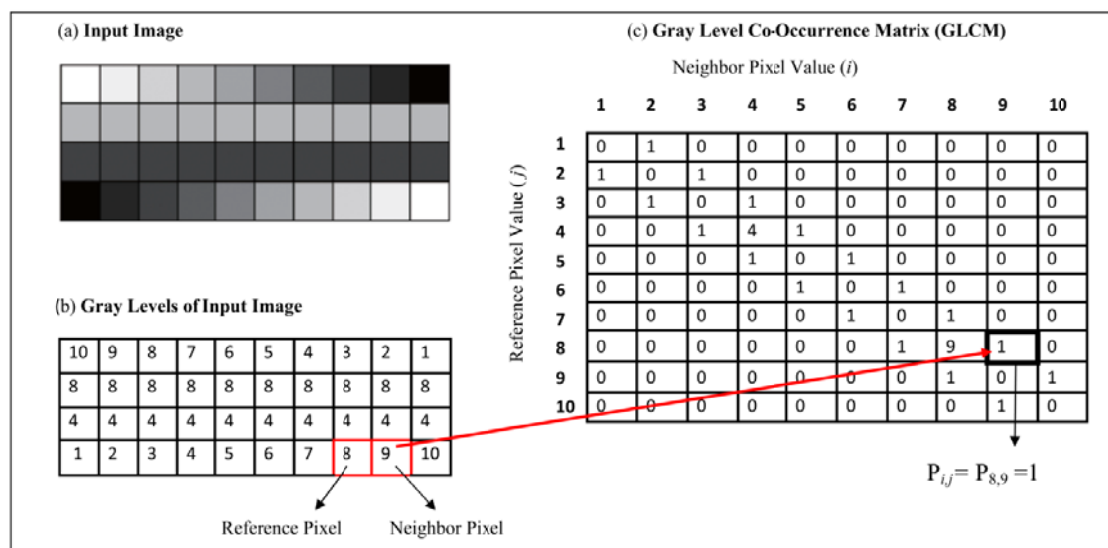 (a) Input Image
(b) Gray Levels of Input Image
10 9 8 7 6 5 4 3 2 1
8 8 8 8 8 8 8 8 8 8
4 4 4 4 4 4 4 4 4 4
1 2 3 4 5 6 7 8 9 10
Reference Pixel
Neighbor Pixel
(c) Gray Level Co-Occurrence Matrix (GLCM)
Neighbor Pixel Value (i)
Reference Pixel Value (j)
1 2 3 4 5 6 7 8 9 10
1 0 1 0 0 0 0 0 0 0 0
2 1 0 1 0 0 0 0 0 0 0
3 0 1 0 1 0 0 0 0 0 0
4 0 0 1 4 1 0 0 0 0 0
5 0 0 0 1 0 1 0 0 0 0
6 0 0 0 0 1 0 1 0 0 0
7 0 0 0 0 0 1 0 1 0 0
8 0 0 0 0 0 0 1 9 1 0
9 0 0 0 0 0 0 0 1 0 1
10 0 0 0 0 0 0 0 0 1 0
Pi,j= P8,9 =1